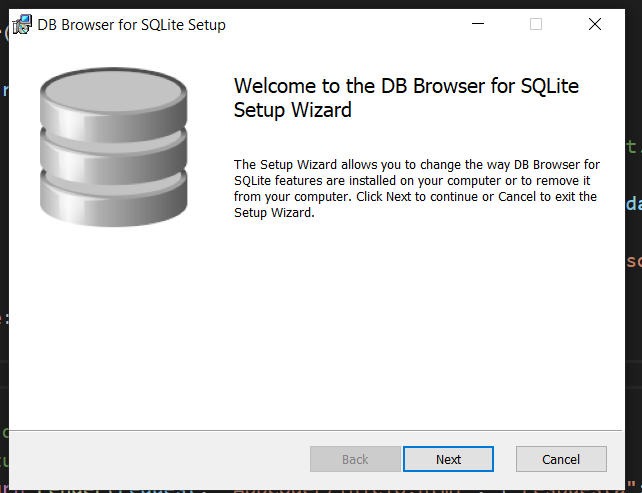 DB Browser for SQLite Setup
Welcome to the DB Browser for SQLite
Setup Wizard
The Setup Wizard allows you to change the way DB Browser for
SQLite features are installed on your computer or to remove it
from your computer. Click Next to continue or Cancel to exit the
Setup Wizard.
Back
Next
Cancel